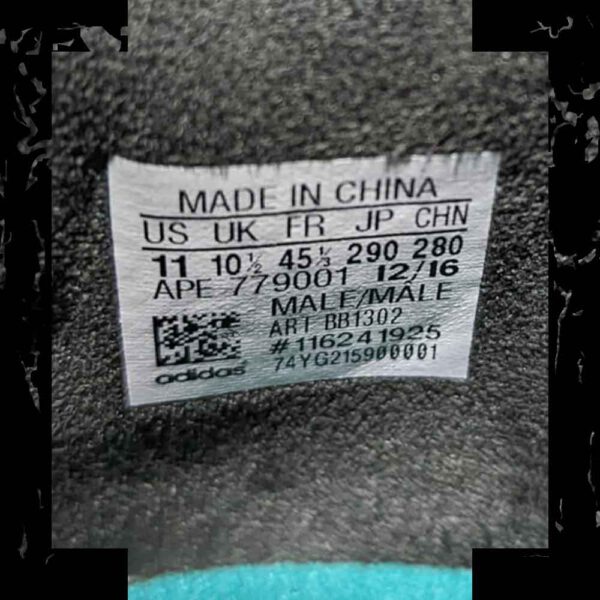 MADE IN CHINA
US UK FR JP CHN
11 10½ 45⅓ 290 280
APE 779001 12/16
MALE/MÂLE
ART BB1302
#116241925
74YG215900001
adidas